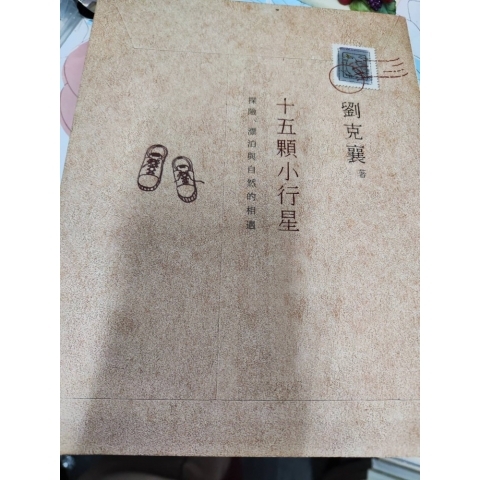 劉克襄 著
十五顆小行星
探險、漂泊與自然的相遇